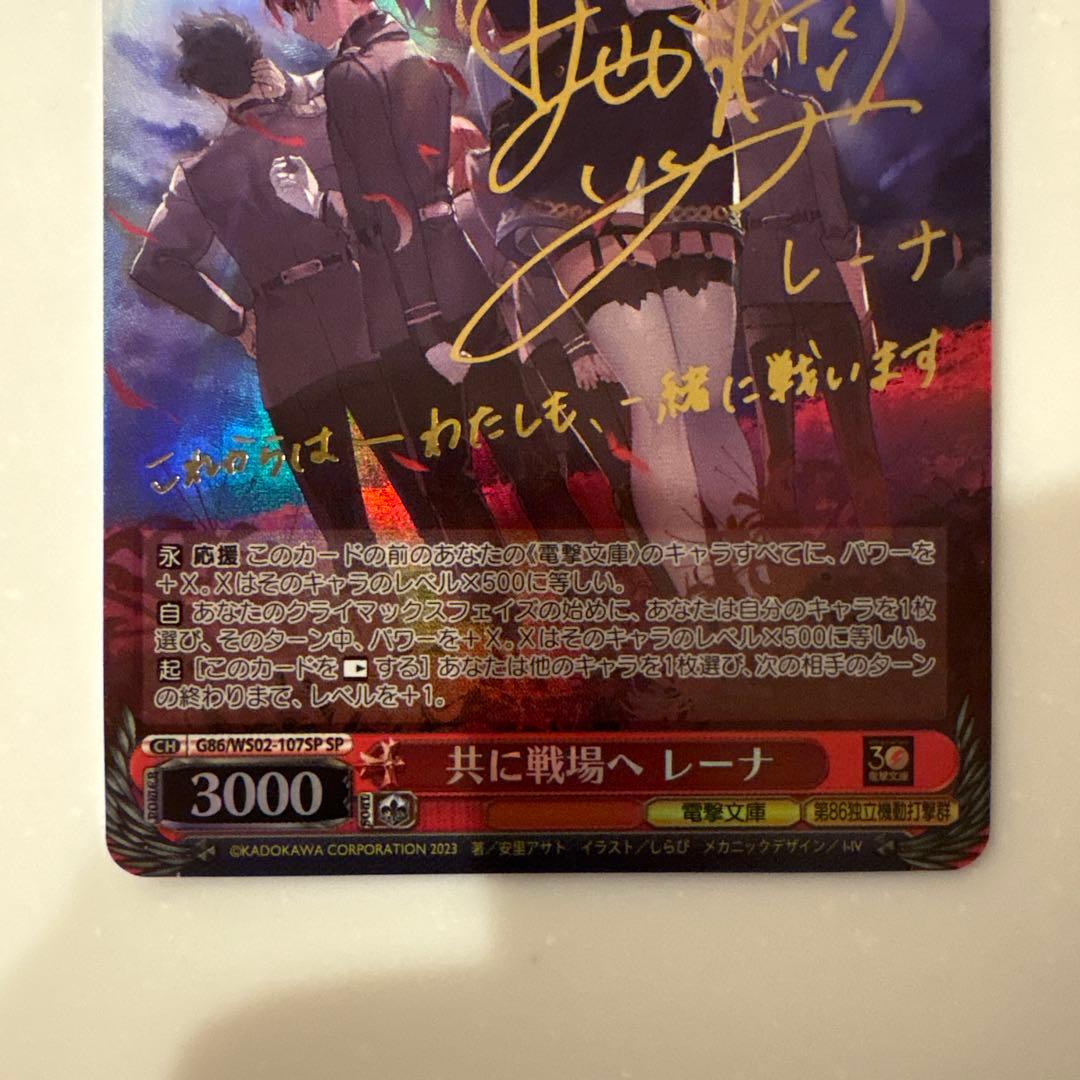 レーナ
これからは ー わたしも、一緒に戦います
永 応援 このカードの前のあなたの《電撃文庫》のキャラすべてに、パワーを
+X。Xはそのキャラのレベル×500に等しい。
自 あなたのクライマックスフェイズの始めに、あなたは自分のキャラを1枚
選び、そのターン中、パワーを+X。Xはそのキャラのレベル×500に等しい。
起 [このカードを する] あなたは他のキャラを1枚選び、次の相手のターン
の終わりまで、レベルを+1。
CH G86/WS02-107SP SP
共に戦場へ レーナ
30
電撃文庫
POWER 3000 SOUL
電撃文庫 第86独立機動打撃群
©KADOKAWA CORPORATION 2023 著/安里アサト イラスト/しらび メカニックデザイン/I-IV